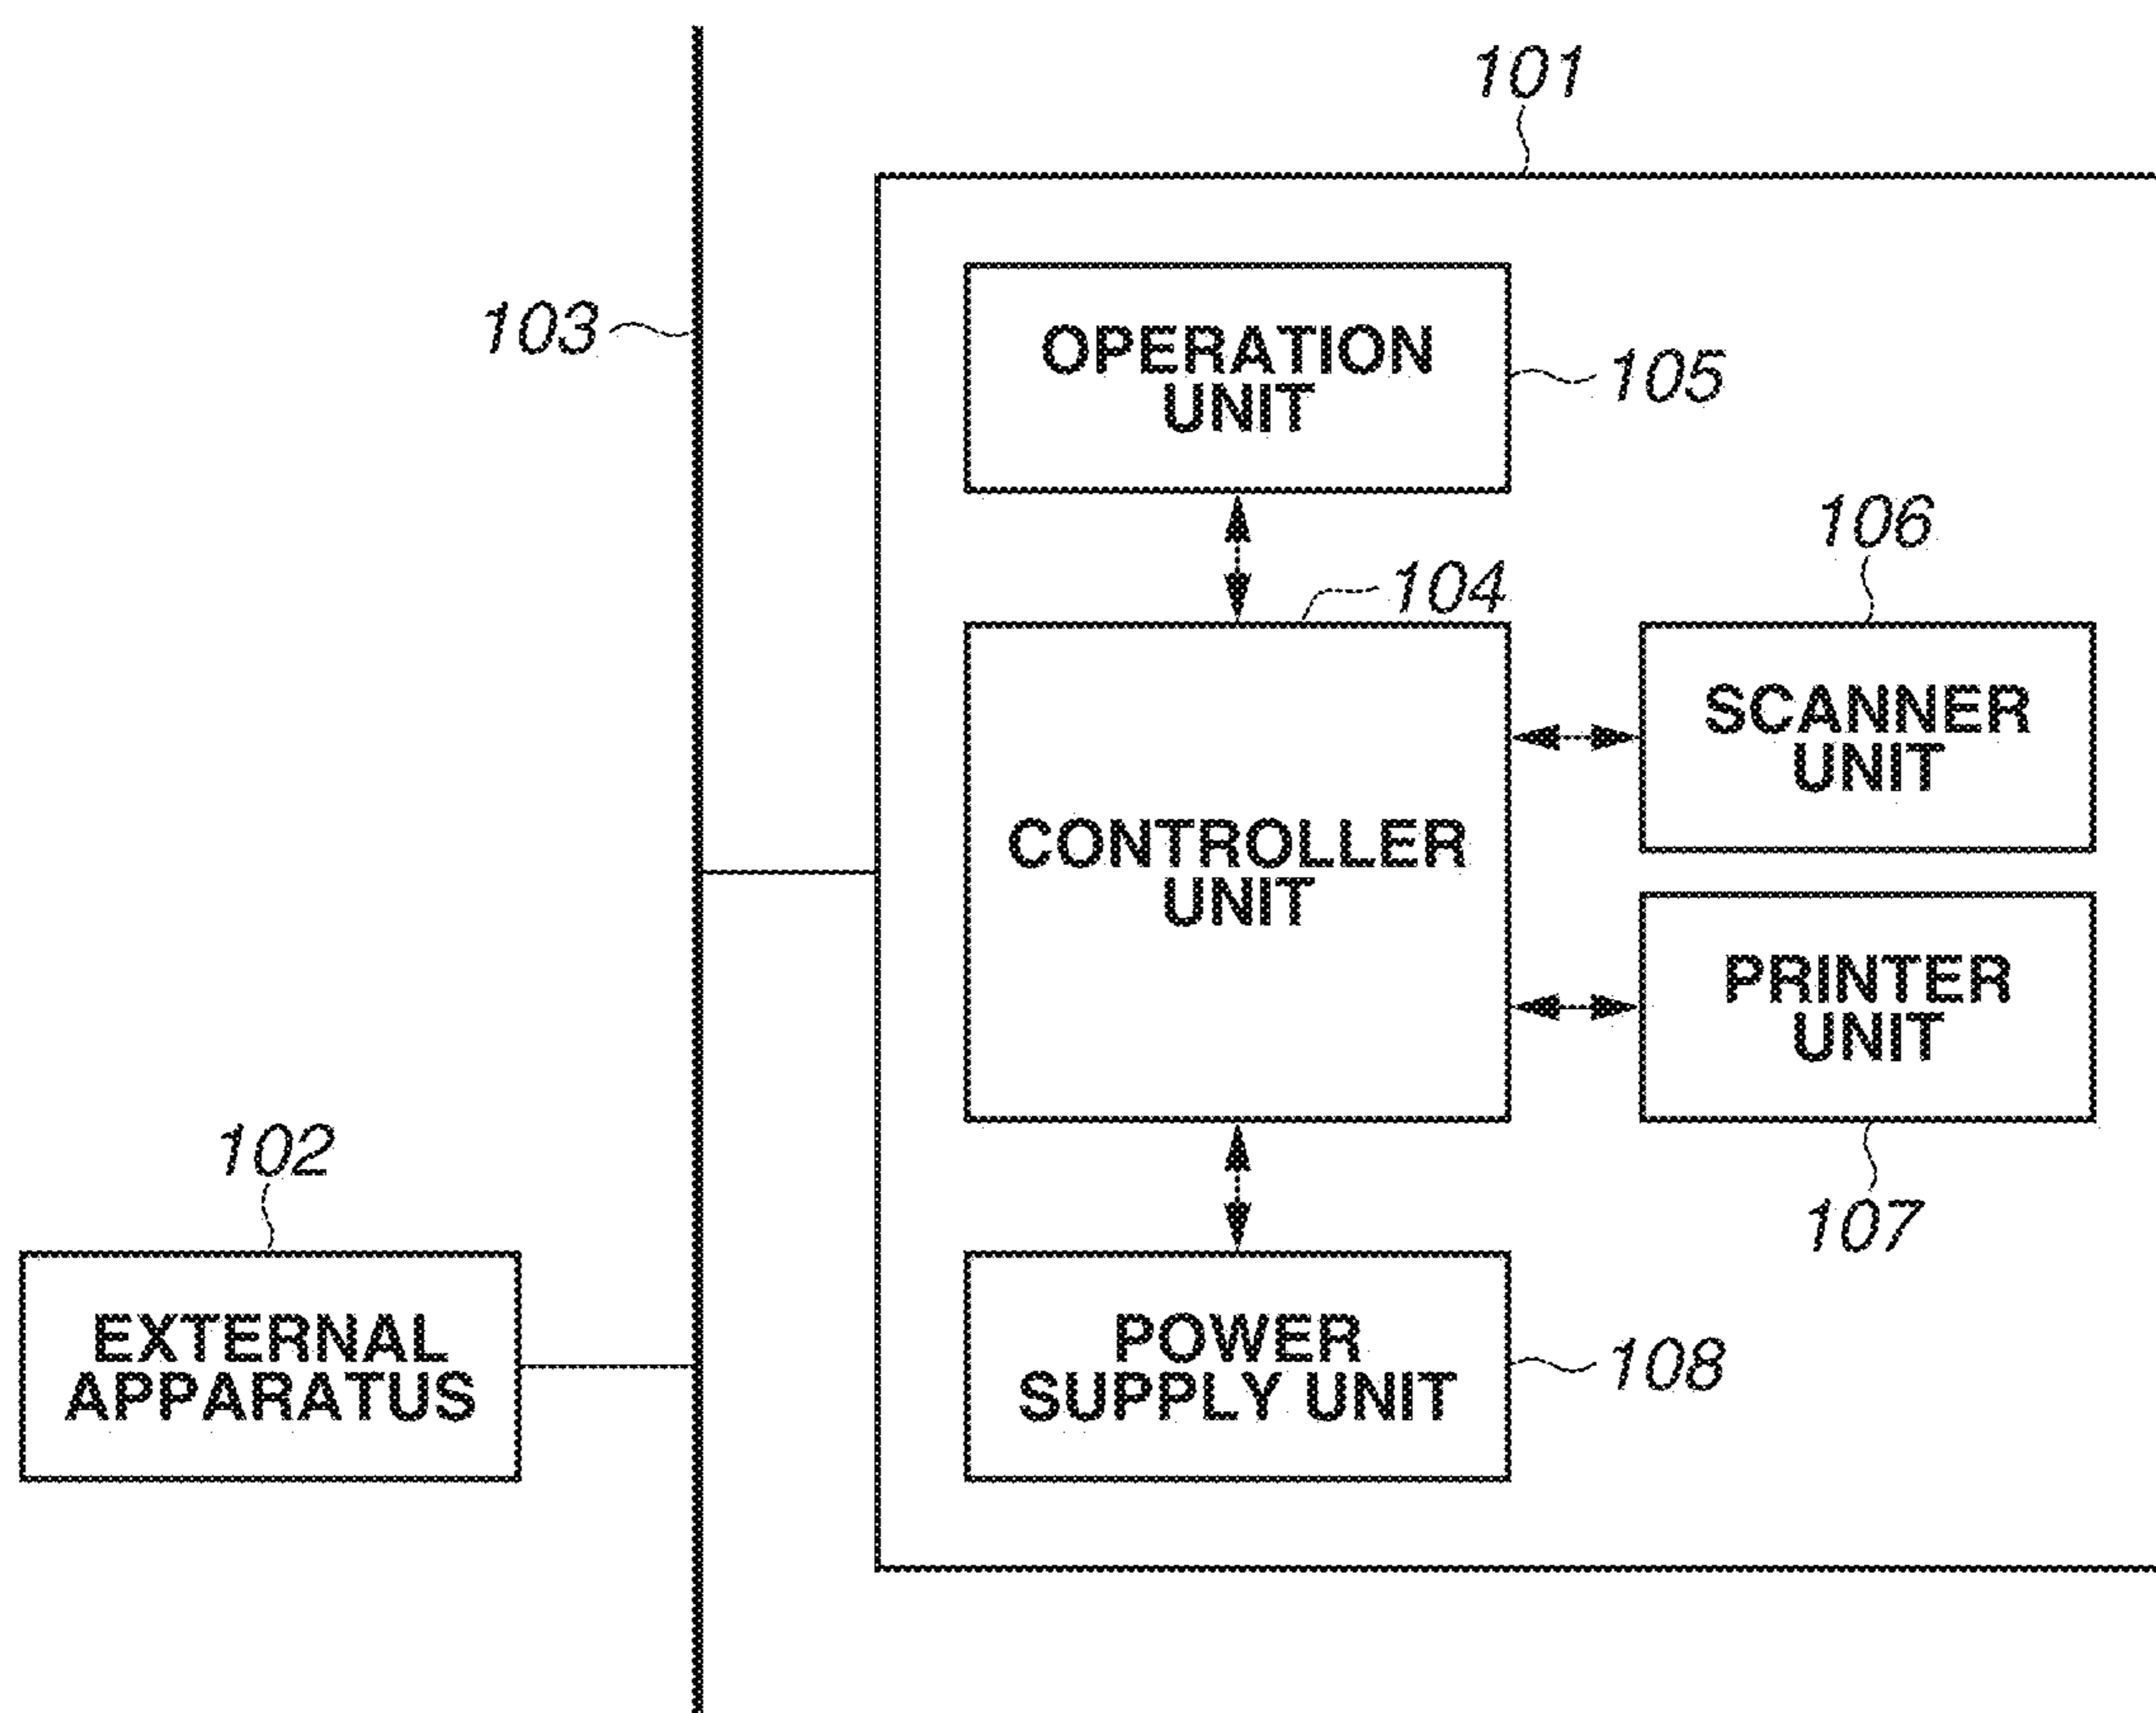 101
103
OPERATION
UNIT
105
106
104
SCANNER
UNIT
CONTROLLER
UNIT
PRINTER
UNIT
102
107
EXTERNAL
APPARATUS
POWER
SUPPLY UNIT
108